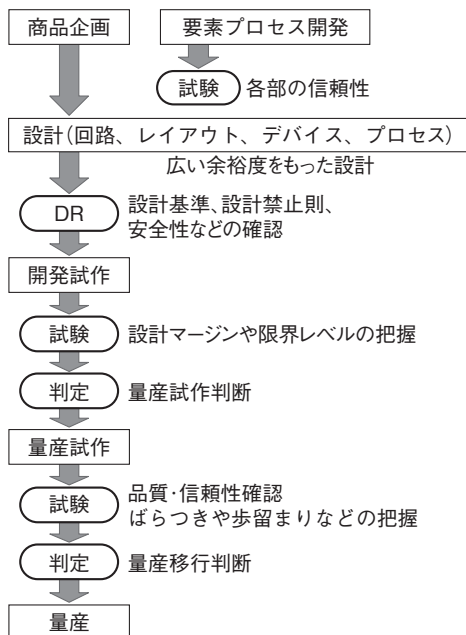 商品企画
要素プロセス開発
試験
各部の信頼性
設計(回路、レイアウト、デバイス、プロセス)
広い余裕度をもった設計
DR
設計基準、設計禁止則、
安全性などの確認
開発試作
試験
設計マージンや限界レベルの把握
判定
量産試作判断
量産試作
試験
品質・信頼性確認
ばらつきや歩留まりなどの把握
判定
量産移行判断
量産